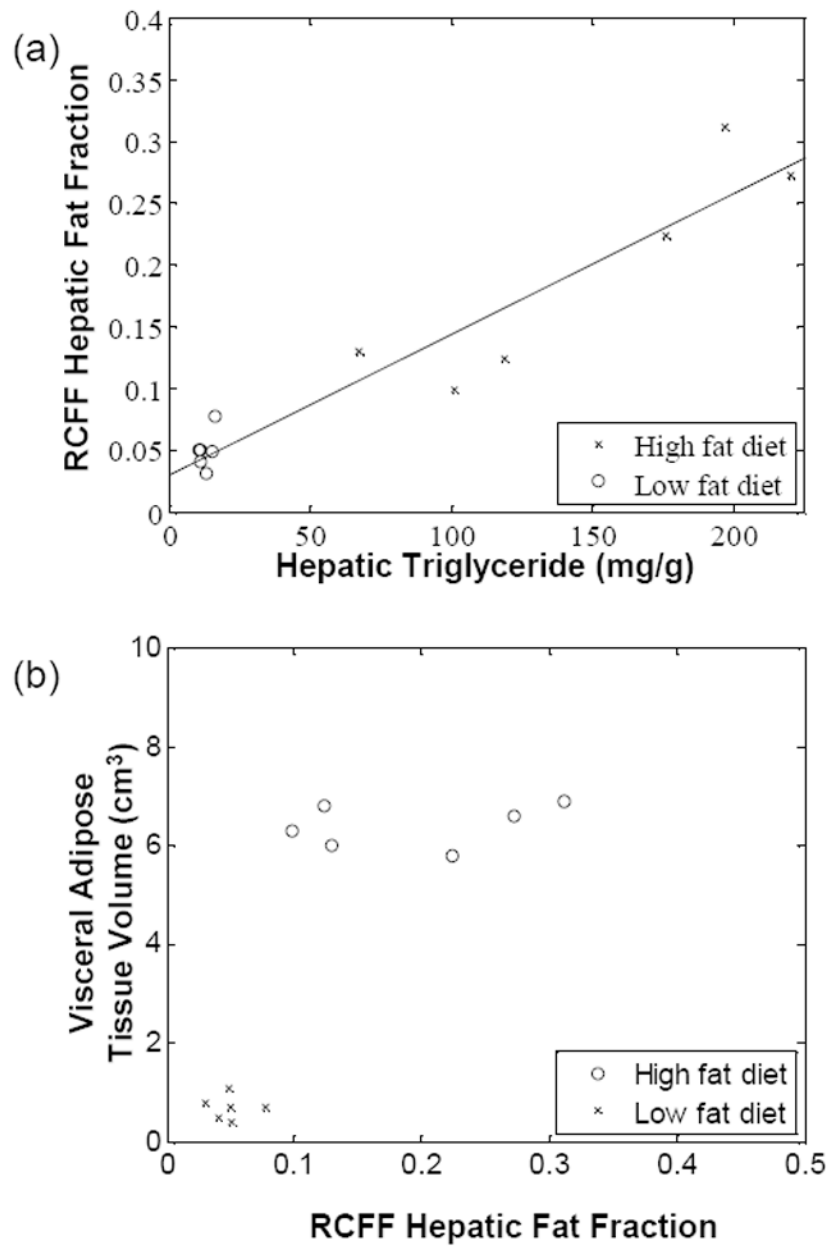 (a)
RCFF Hepatic Fat Fraction
0.4
0.35
0.3
0.25
0.2
0.15
0.1
0.05
0
0 50 100 150 200
Hepatic Triglyceride (mg/g)
High fat diet
Low fat diet
(b)
Visceral Adipose
Tissue Volume (cm³)
10
8
6
4
2
0
0 0.1 0.2 0.3 0.4 0.5
RCFF Hepatic Fat Fraction
High fat diet
Low fat diet